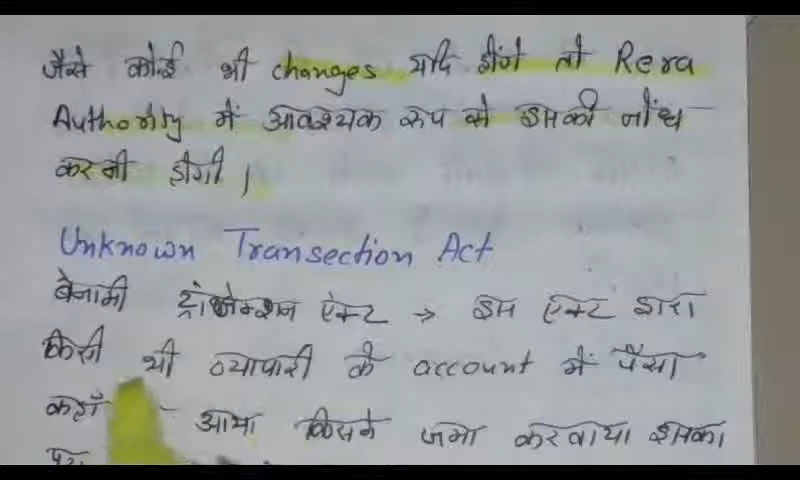 जैसे कोई भी changes यदि होंगे तो Rera
Authority में आवश्यक रूप से इसकी नोंध
करनी होगी।
Unknown Transection Act
बेनामी ट्रांजेक्शन ऐक्ट → इस एक्ट द्वारा
किसी भी व्यापारी के account में पैसा
कहाँ आया किसने जमा करवाया इसका